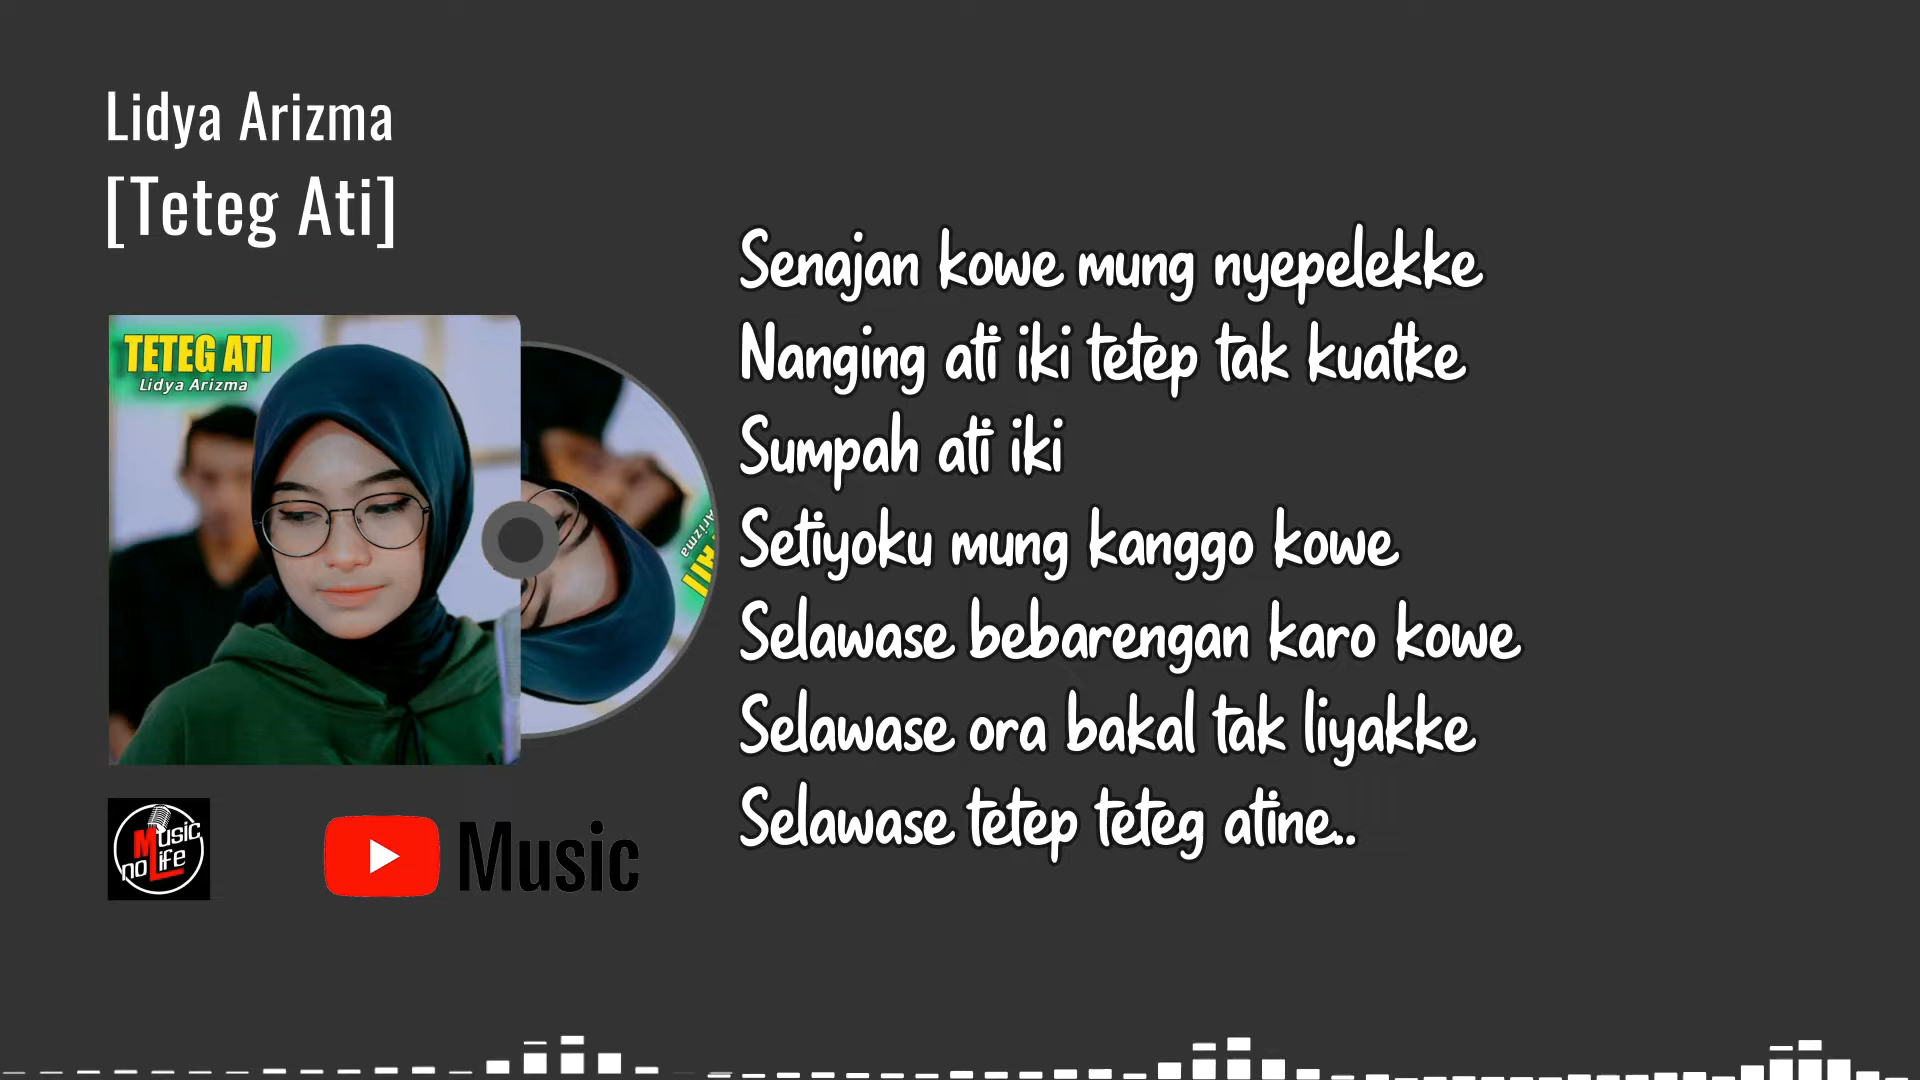 Lidya Arizma
[Teteg Ati]
TETEG ATI
Lidya Arizma
Arizma
Music
no Life
Music
Senajan kowe mung nyepelekke
Nanging ati iki tetep tak kuatke
Sumpah ati iki
Setiyoku mung kanggo kowe
Selawase bebarengan karo kowe
Selawase ora bakal tak liyakke
Selawase tetep teteg atine..